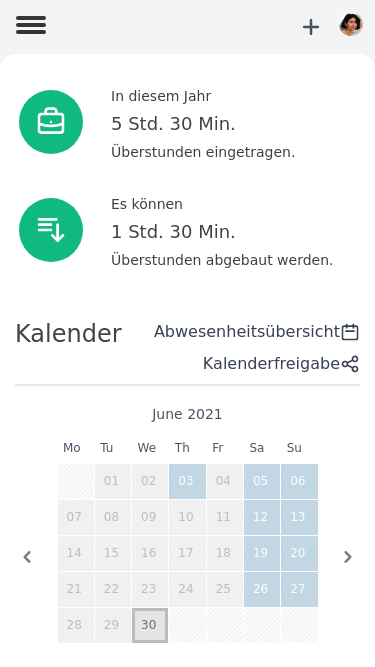 In diesem Jahr
5 Std. 30 Min.
Überstunden eingetragen.
Es können
1 Std. 30 Min.
Überstunden abgebaut werden.
Kalender
Abwesenheitsübersicht
Kalenderfreigabe
June 2021
Mo Tu We Th Fr Sa Su
01 02 03 04 05 06
07 08 09 10 11 12 13
14 15 16 17 18 19 20
21 22 23 24 25 26 27
28 29 30